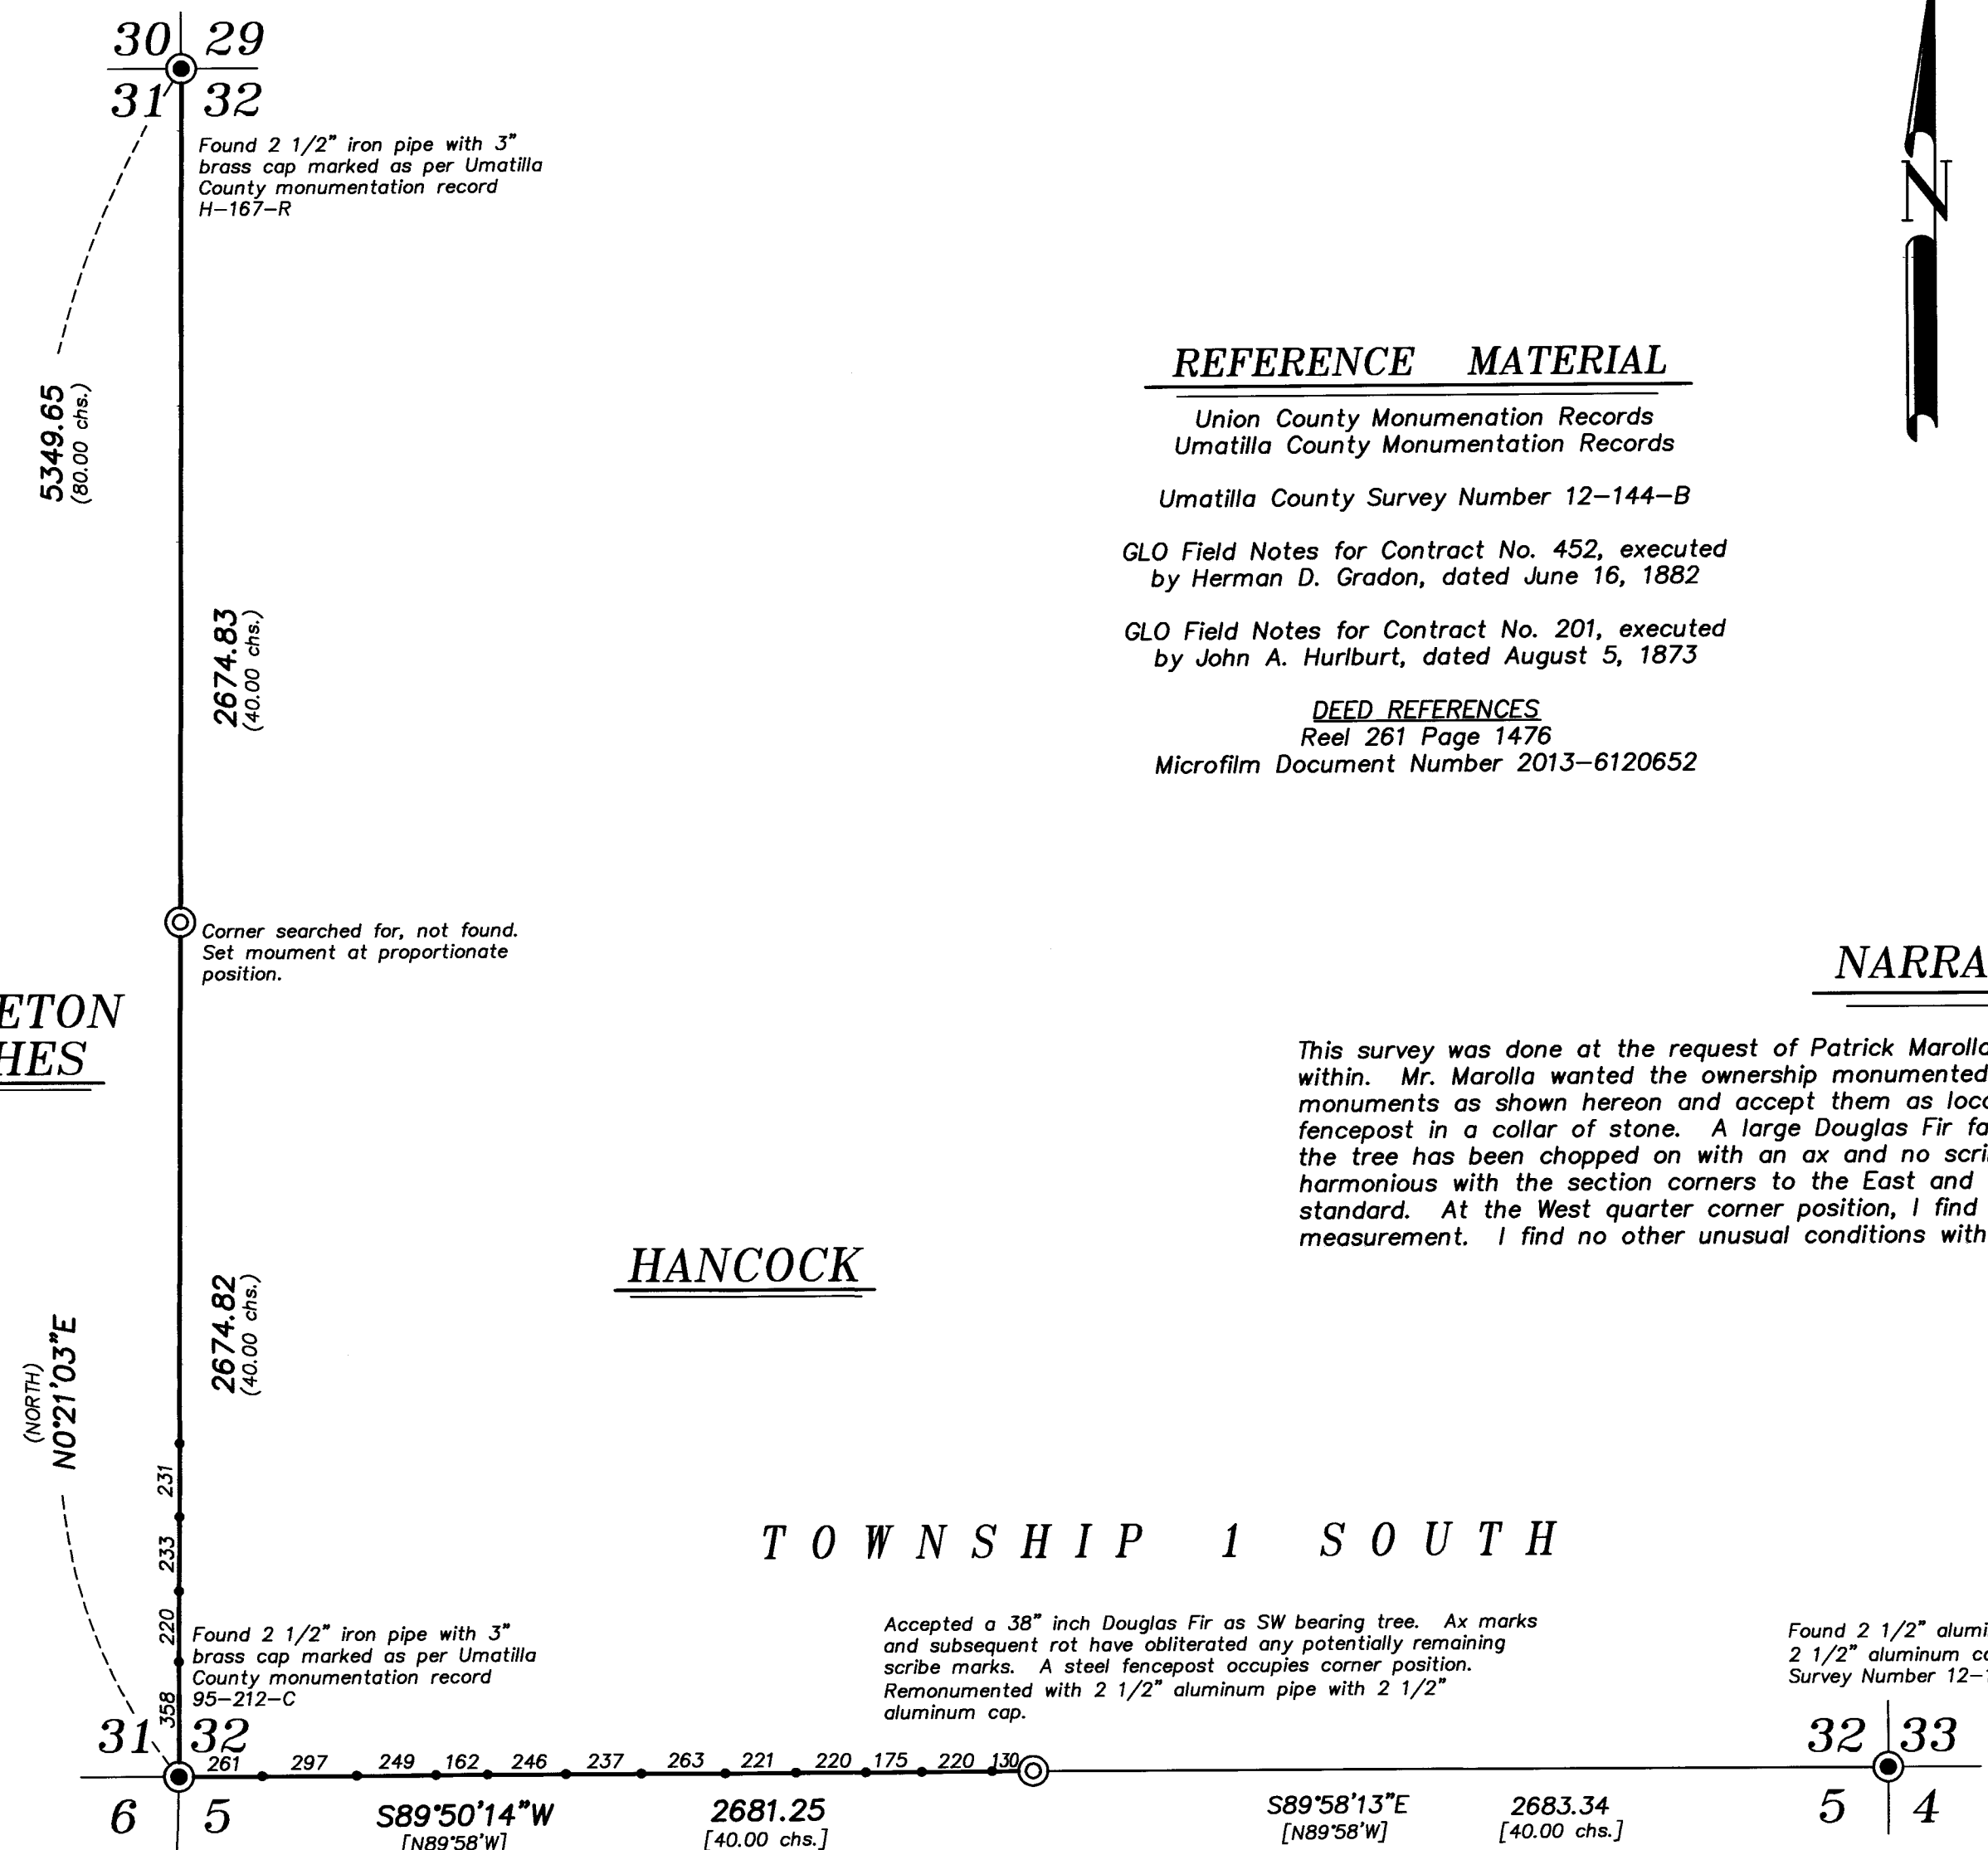 30 29
31 32
Found 2 1/2" iron pipe with 3"
brass cap marked as per Umatilla
County monumentation record
H-167-R
N
5349.65
(80.00 chs.)
REFERENCE MATERIAL
Union County Monumenation Records
Umatilla County Monumentation Records
Umatilla County Survey Number 12-144-B
GLO Field Notes for Contract No. 452, executed
by Herman D. Gradon, dated June 16, 1882
GLO Field Notes for Contract No. 201, executed
by John A. Hurlburt, dated August 5, 1873
DEED REFERENCES
Reel 261 Page 1476
Microfilm Document Number 2013-6120652
2674.83
(40.00 chs.)
Corner searched for, not found.
Set moument at proportionate
position.
ETON
HES
NARRA
This survey was done at the request of Patrick Marolla
within. Mr. Marolla wanted the ownership monumented
monuments as shown hereon and accept them as loc
fencepost in a collar of stone. A large Douglas Fir fa
the tree has been chopped on with an ax and no scri
harmonious with the section corners to the East and
standard. At the West quarter corner position, I find
measurement. I find no other unusual conditions with
HANCOCK
2674.82
(40.00 chs.)
(NORTH)
N0°21'03"E
231
233
220
358
TOWNSHIP 1 SOUTH
Found 2 1/2" iron pipe with 3"
brass cap marked as per Umatilla
County monumentation record
95-212-C
Accepted a 38" inch Douglas Fir as SW bearing tree. Ax marks
and subsequent rot have obliterated any potentially remaining
scribe marks. A steel fencepost occupies corner position.
Remonumented with 2 1/2" aluminum pipe with 2 1/2"
aluminum cap.
Found 2 1/2" alumi
2 1/2" aluminum c
Survey Number 12-
31 32
32 33
261 297 249 162 246 237 263 221 220 175 220 130
6 5
S89°50'14"W 2681.25
[N89°58'W] [40.00 chs.]
S89°58'13"E 2683.34
[N89°58'W] [40.00 chs.]
5 4